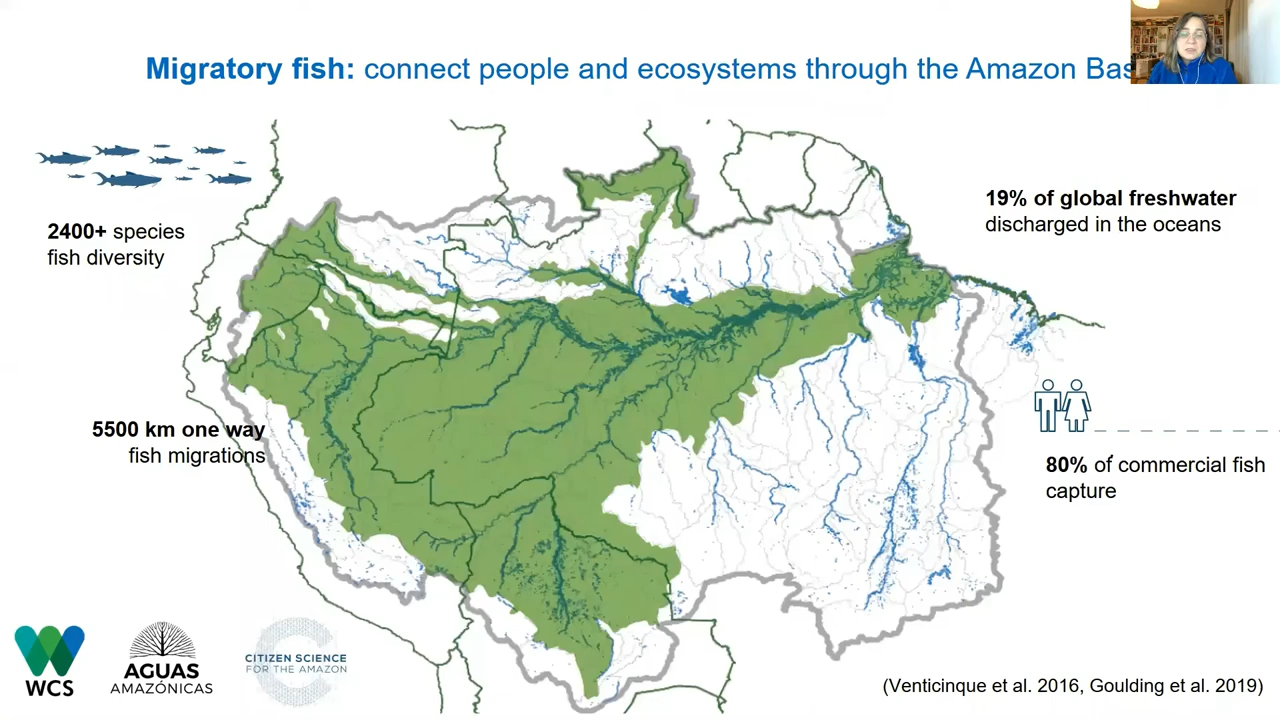 Migratory fish: connect people and ecosystems through the Amazon Bas
2400+ species
fish diversity
19% of global freshwater
discharged in the oceans
5500 km one way
fish migrations
80% of commercial fish
capture
WCS
AGUAS
AMAZÓNICAS
CITIZEN SCIENCE
FOR THE AMAZON
(Venticinque et al. 2016, Goulding et al. 2019)